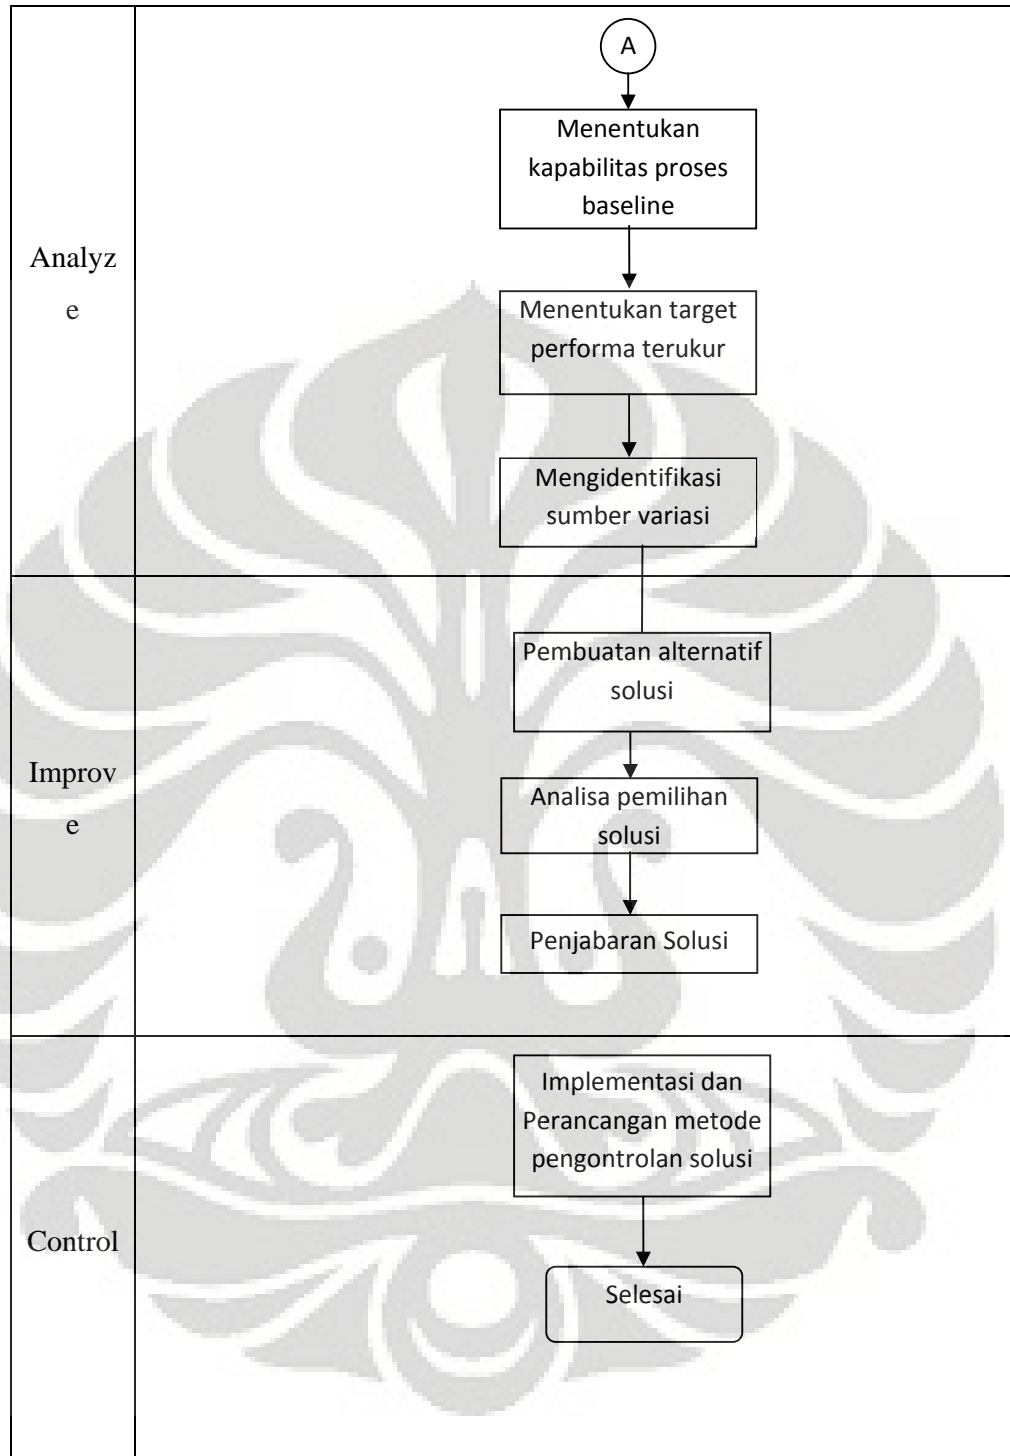 A
Menentukan
kapabilitas proses
baseline
Analyz
e
Menentukan target
performa terukur
Mengidentifikasi
sumber variasi
Pembuatan alternatif
solusi
Improv
e
Analisa pemilihan
solusi
Penjabaran Solusi
Implementasi dan
Perancangan metode
pengontrolan solusi
Control
Selesai